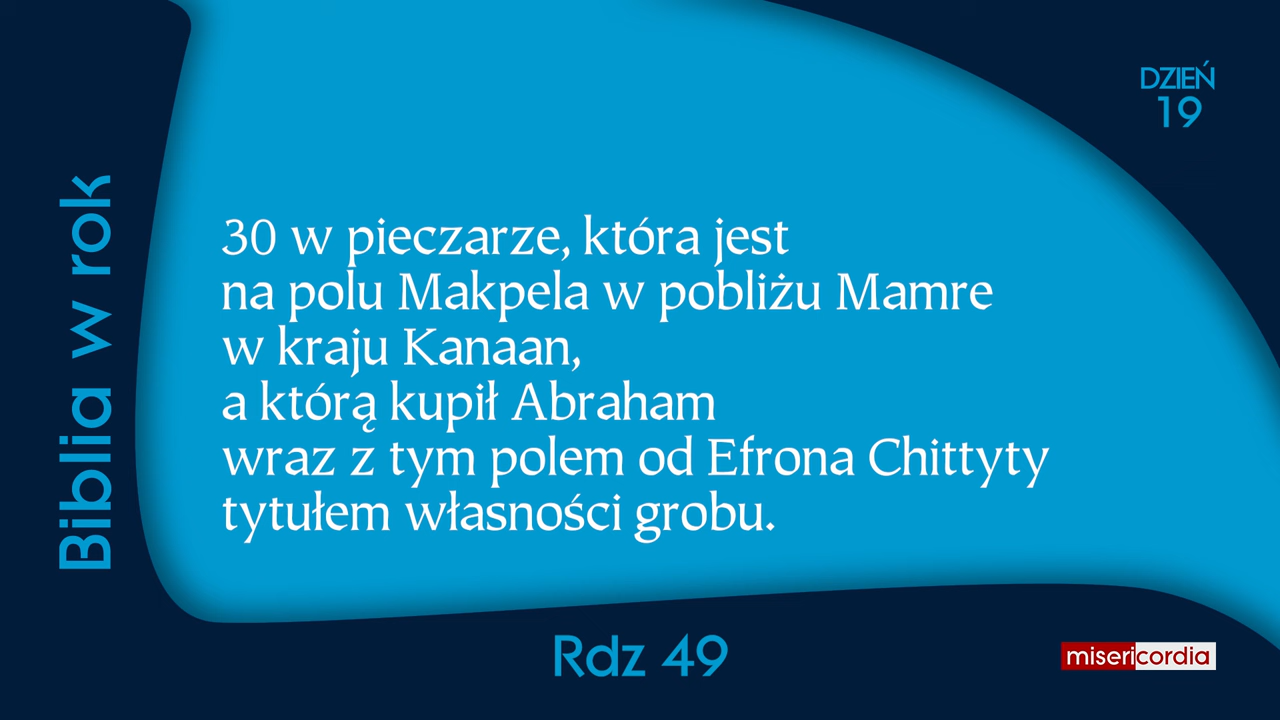 DZIEŃ
19
Biblia w rok
30 w pieczarze, która jest
na polu Makpela w pobliżu Mamre
w kraju Kanaan,
a którą kupił Abraham
wraz z tym polem od Efrona Chittyty
tytułem własności grobu.
Rdz 49
misericordia